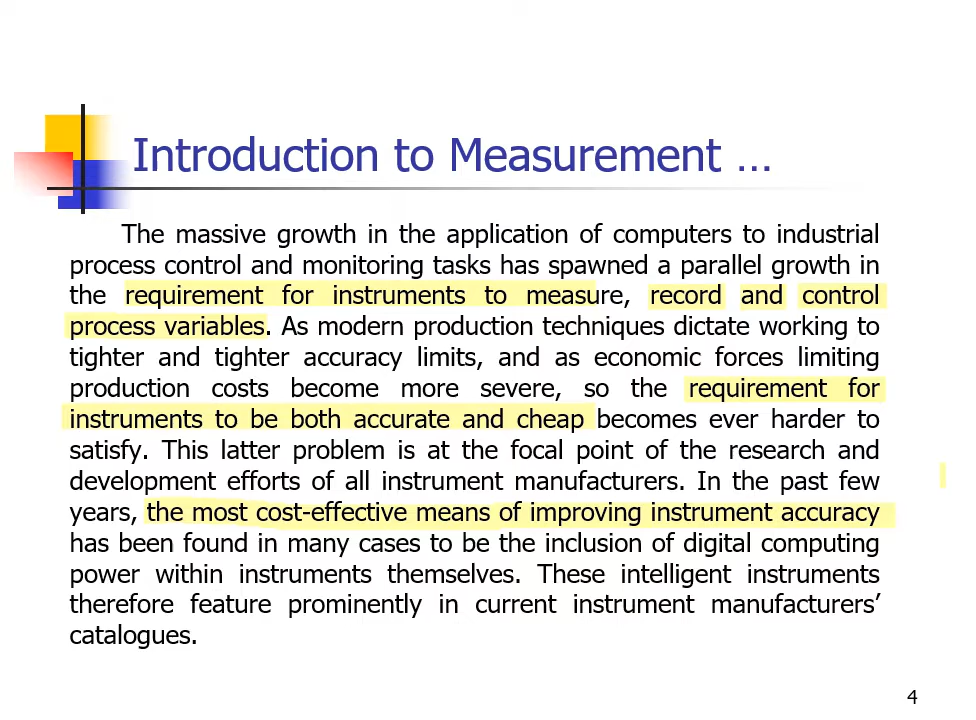 Introduction to Measurement …
The massive growth in the application of computers to industrial
process control and monitoring tasks has spawned a parallel growth in
the requirement for instruments to measure, record and control
process variables. As modern production techniques dictate working to
tighter and tighter accuracy limits, and as economic forces limiting
production costs become more severe, so the requirement for
instruments to be both accurate and cheap becomes ever harder to
satisfy. This latter problem is at the focal point of the research and
development efforts of all instrument manufacturers. In the past few
years, the most cost-effective means of improving instrument accuracy
has been found in many cases to be the inclusion of digital computing
power within instruments themselves. These intelligent instruments
therefore feature prominently in current instrument manufacturers’
catalogues.
4